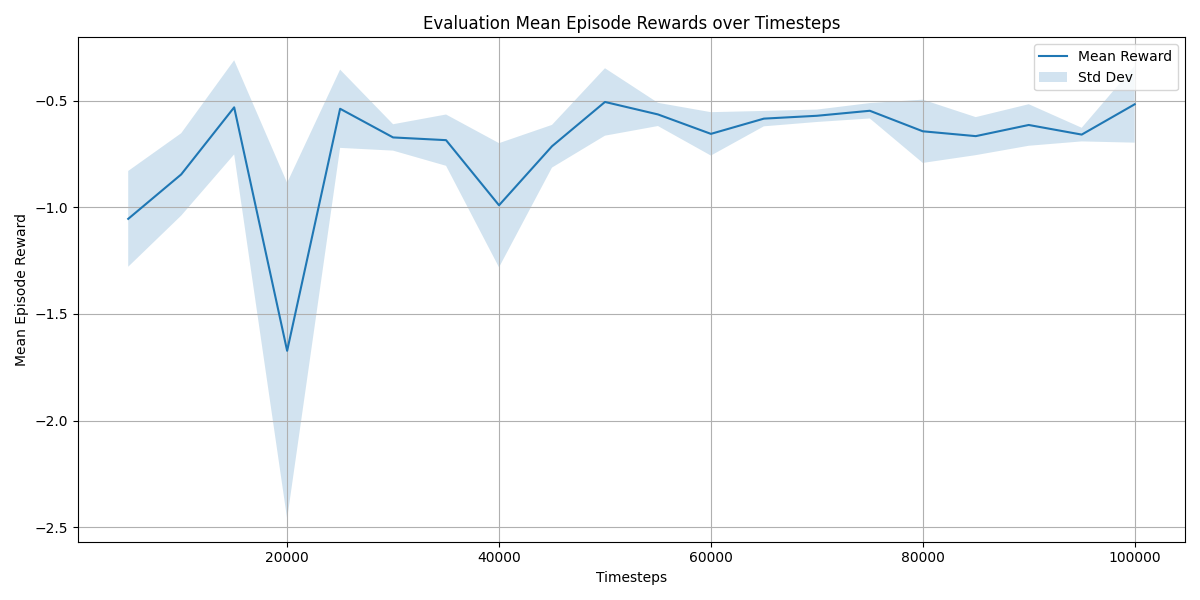 Evaluation Mean Episode Rewards over Timesteps
Mean Reward
Std Dev
Mean Episode Reward
−0.5
−1.0
−1.5
−2.0
−2.5
20000 40000 60000 80000 100000
Timesteps